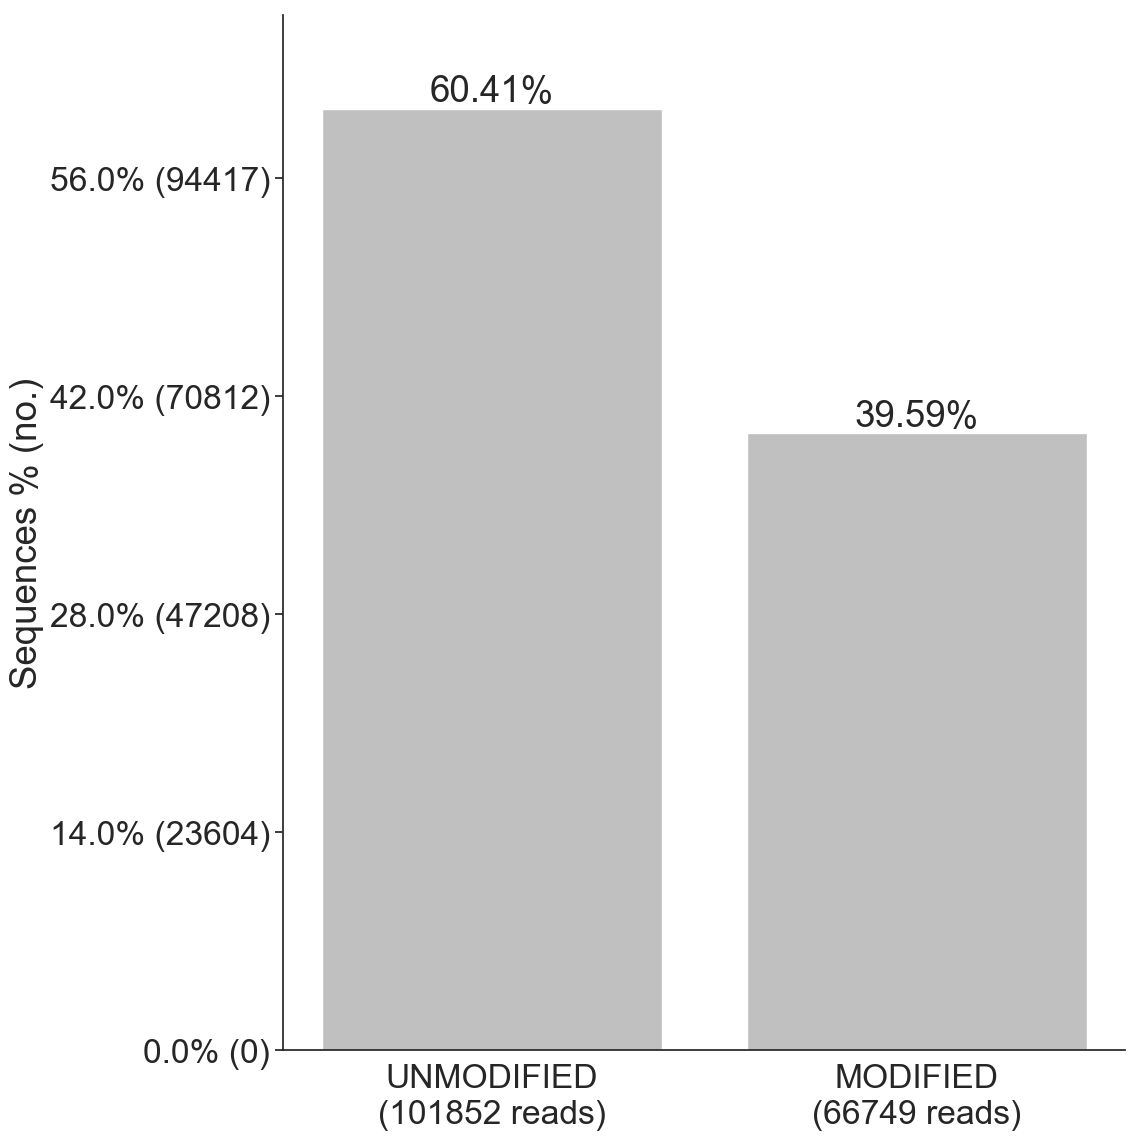 60.41%
56.0% (94417)
42.0% (70812)
39.59%
Sequences % (no.)
28.0% (47208)
14.0% (23604)
0.0% (0)
UNMODIFIED
(101852 reads)
MODIFIED
(66749 reads)